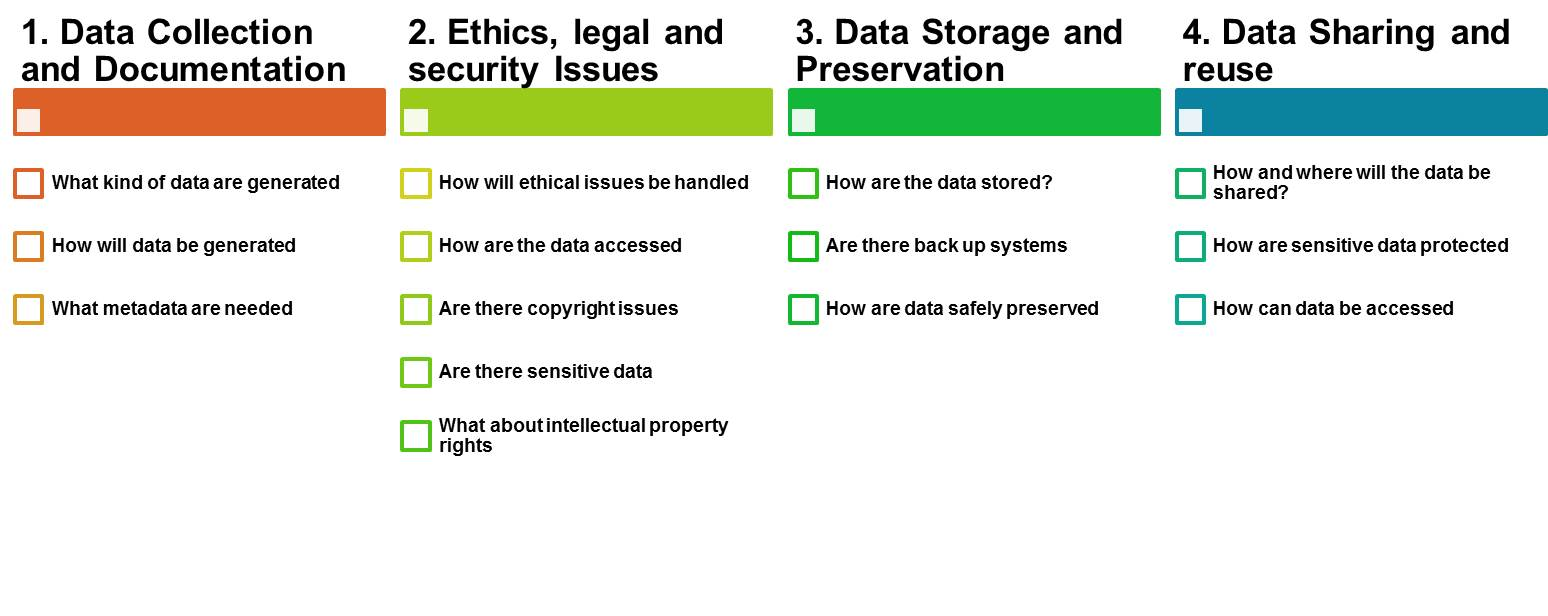 1. Data Collection
and Documentation
What kind of data are generated
How will data be generated
What metadata are needed
2. Ethics, legal and
security Issues
How will ethical issues be handled
How are the data accessed
Are there copyright issues
Are there sensitive data
What about intellectual property
rights
3. Data Storage and
Preservation
How are the data stored?
Are there back up systems
How are data safely preserved
4. Data Sharing and
reuse
How and where will the data be
shared?
How are sensitive data protected
How can data be accessed